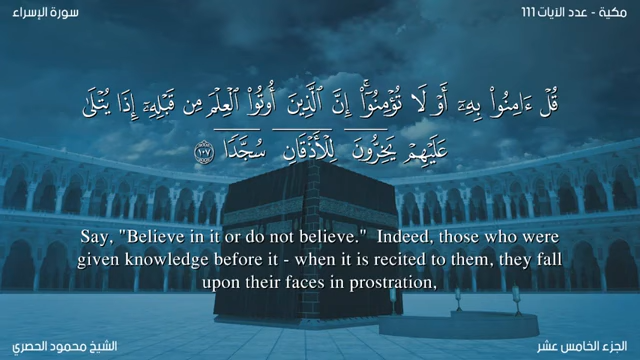 مكية - عدد الآيات 111
سورة الإسراء
قُلْ ءَامِنُوا۟ بِهِۦٓ أَوْ لَا تُؤْمِنُوٓا۟ۚ إِنَّ ٱلَّذِينَ أُوتُوا۟ ٱلْعِلْمَ مِن قَبْلِهِۦٓ إِذَا يُتْلَىٰ
عَلَيْهِمْ يَخِرُّونَ لِلْأَذْقَانِ سُجَّدًا ١٠٧
Say, "Believe in it or do not believe." Indeed, those who were
given knowledge before it - when it is recited to them, they fall
upon their faces in prostration,
الجزء الخامس عشر
الشيخ محمود الحصري